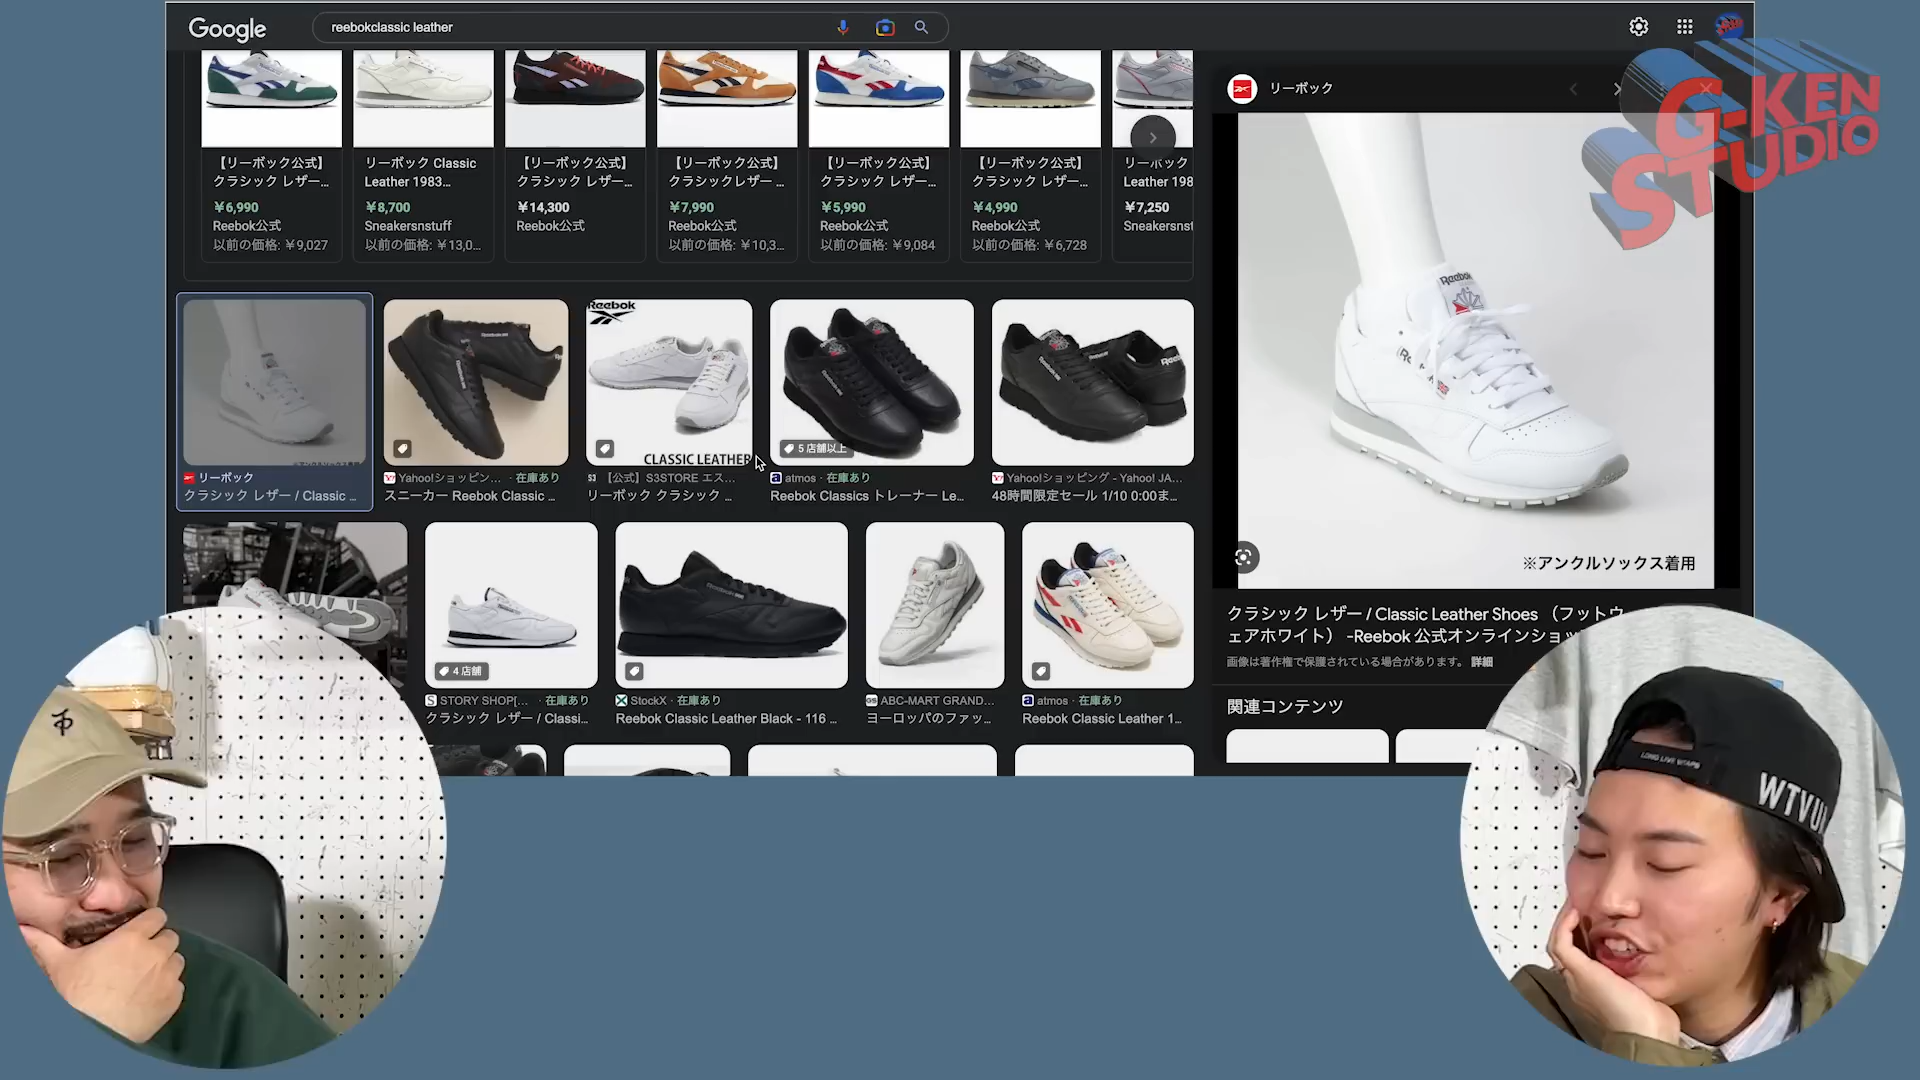 Google
reebokclassic leather
G-KEN
STUDIO
【リーボック公式】
クラシック レザー...
¥6,990
Reebok公式
以前の価格: ¥9,027
リーボック Classic
Leather 1983...
¥8,700
Sneakersnstuff
以前の価格: ¥13,0...
【リーボック公式】
クラシック レザー...
¥14,300
Reebok公式
【リーボック公式】
クラシックレザー ...
¥7,990
Reebok公式
以前の価格: ¥10,3...
【リーボック公式】
クラシック レザー...
¥5,990
Reebok公式
以前の価格: ¥9,084
【リーボック公式】
クラシック レザー...
¥4,990
Reebok公式
以前の価格: ¥6,728
リーボック
Leather 198
¥7,250
Sneakersnst
リーボック
クラシック レザー / Classic ...
Yahoo!ショッピン... · 在庫あり
スニーカー Reebok Classic ...
Reebok
CLASSIC LEATHER
【公式】S3STORE エス...
リーボック クラシック ...
5 店舗以上
atmos · 在庫あり
Reebok Classics トレーナー Le...
Yahoo!ショッピング - Yahoo! JA...
48時間限定セール 1/10 0:00ま...
4 店舗
STORY SHOP[... · 在庫あり
クラシック レザー / Classi...
StockX · 在庫あり
Reebok Classic Leather Black - 116 ...
ABC-MART GRAND...
ヨーロッパのファッ...
atmos · 在庫あり
Reebok Classic Leather 1...
リーボック
Reebok
※アンクルソックス着用
クラシック レザー / Classic Leather Shoes （フットウ
ェアホワイト） -Reebok 公式オンラインショッ
画像は著作権で保護されている場合があります。 詳細
関連コンテンツ
LONG LIVE WTAPS
WTVU